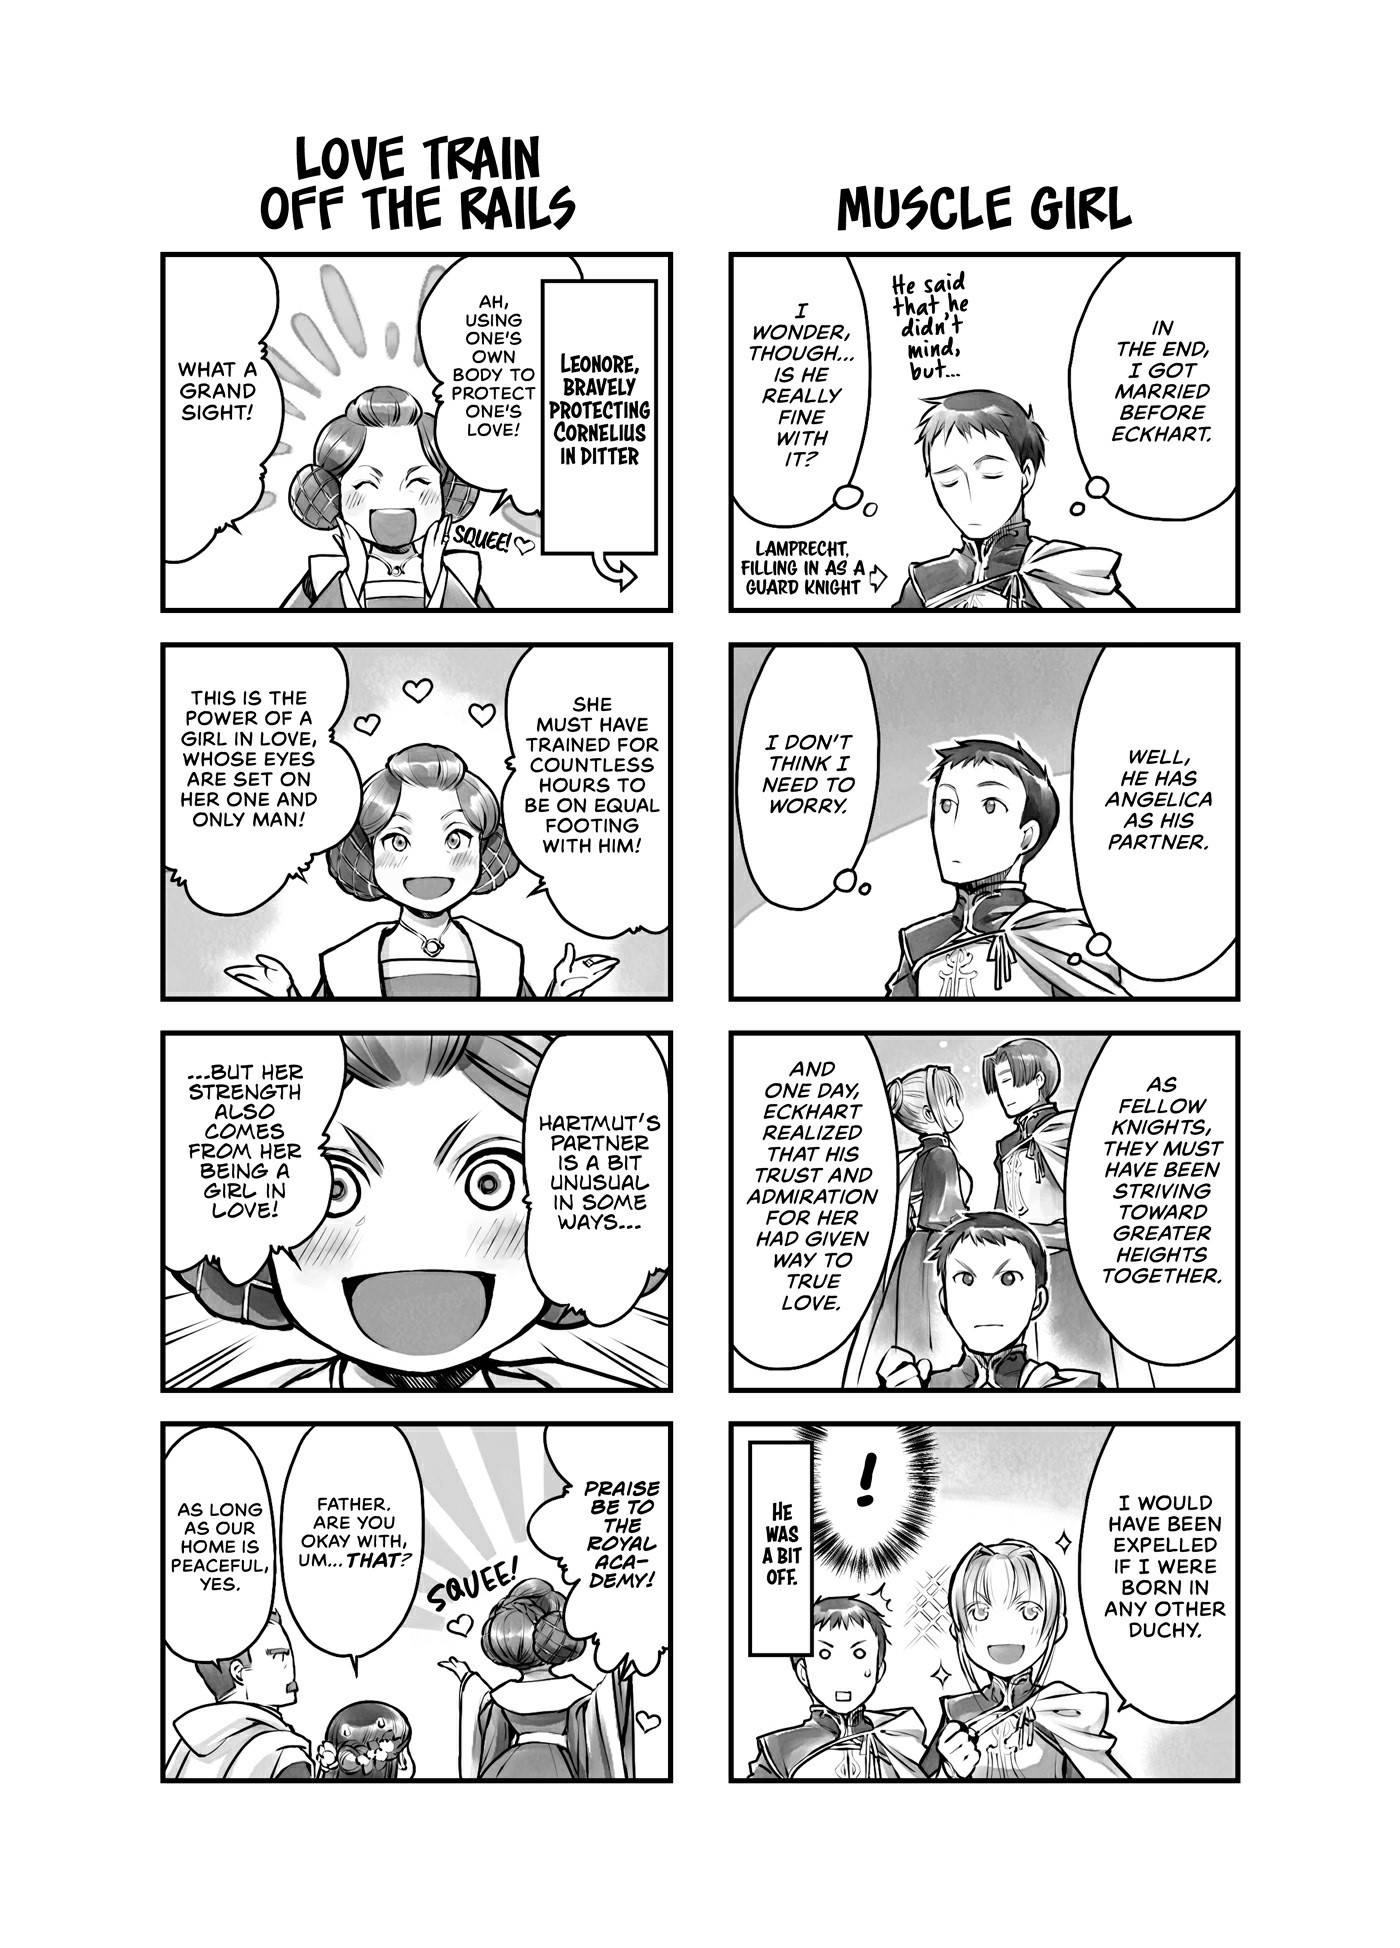 MUSCLE GIRL
IN
THE END,
I GOT
MARRIED
BEFORE
ECKHART.
He said
that he
didn't
mind,
but...
I
WONDER,
THOUGH...
IS HE
REALLY
FINE
WITH
IT?
LAMPRECHT,
FILLING IN AS A
GUARD KNIGHT
WELL,
HE HAS
ANGELICA
AS HIS
PARTNER.
I DON'T
THINK I
NEED TO
WORRY.
AS
FELLOW
KNIGHTS,
THEY MUST
HAVE BEEN
STRIVING
TOWARD
GREATER
HEIGHTS
TOGETHER.
AND
ONE DAY,
ECKHART
REALIZED
THAT HIS
TRUST AND
ADMIRATION
FOR HER
HAD GIVEN
WAY TO
TRUE
LOVE.
I WOULD
HAVE BEEN
EXPELLED
IF I WERE
BORN IN
ANY OTHER
DUCHY.
!
HE
WAS
A BIT
OFF.
LOVE TRAIN
OFF THE RAILS
LEONORE,
BRAVELY
PROTECTING
CORNELIUS
IN DITTER
AH,
USING
ONE'S
OWN
BODY TO
PROTECT
ONE'S
LOVE!
SQUEE!♡
WHAT A
GRAND
SIGHT!
SHE
MUST HAVE
TRAINED FOR
COUNTLESS
HOURS TO
BE ON EQUAL
FOOTING
WITH HIM!
THIS IS THE
POWER OF A
GIRL IN LOVE,
WHOSE EYES
ARE SET ON
HER ONE AND
ONLY MAN!
HARTMUT'S
PARTNER
IS A BIT
UNUSUAL
IN SOME
WAYS...
...BUT HER
STRENGTH
ALSO
COMES
FROM HER
BEING A
GIRL IN
LOVE!
PRAISE
BE TO
THE
ROYAL
ACA-
DEMY!
SQUEE!
FATHER.
ARE YOU
OKAY WITH,
UM...THAT?
AS LONG
AS OUR
HOME IS
PEACEFUL,
YES.